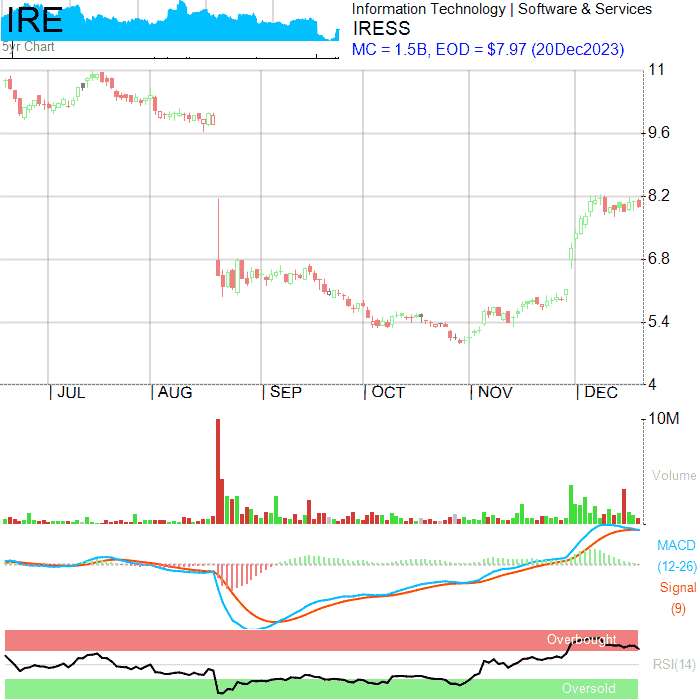 IRE
5yr Chart
Information Technology | Software & Services
IRESS
MC = 1.5B, EOD = $7.97 (20Dec2023)
11
9.6
8.2
6.8
5.4
4
JUL AUG SEP OCT NOV DEC
10M
Volume
MACD
(12-26)
Signal
(9)
Overbought
RSI(14)
Oversold